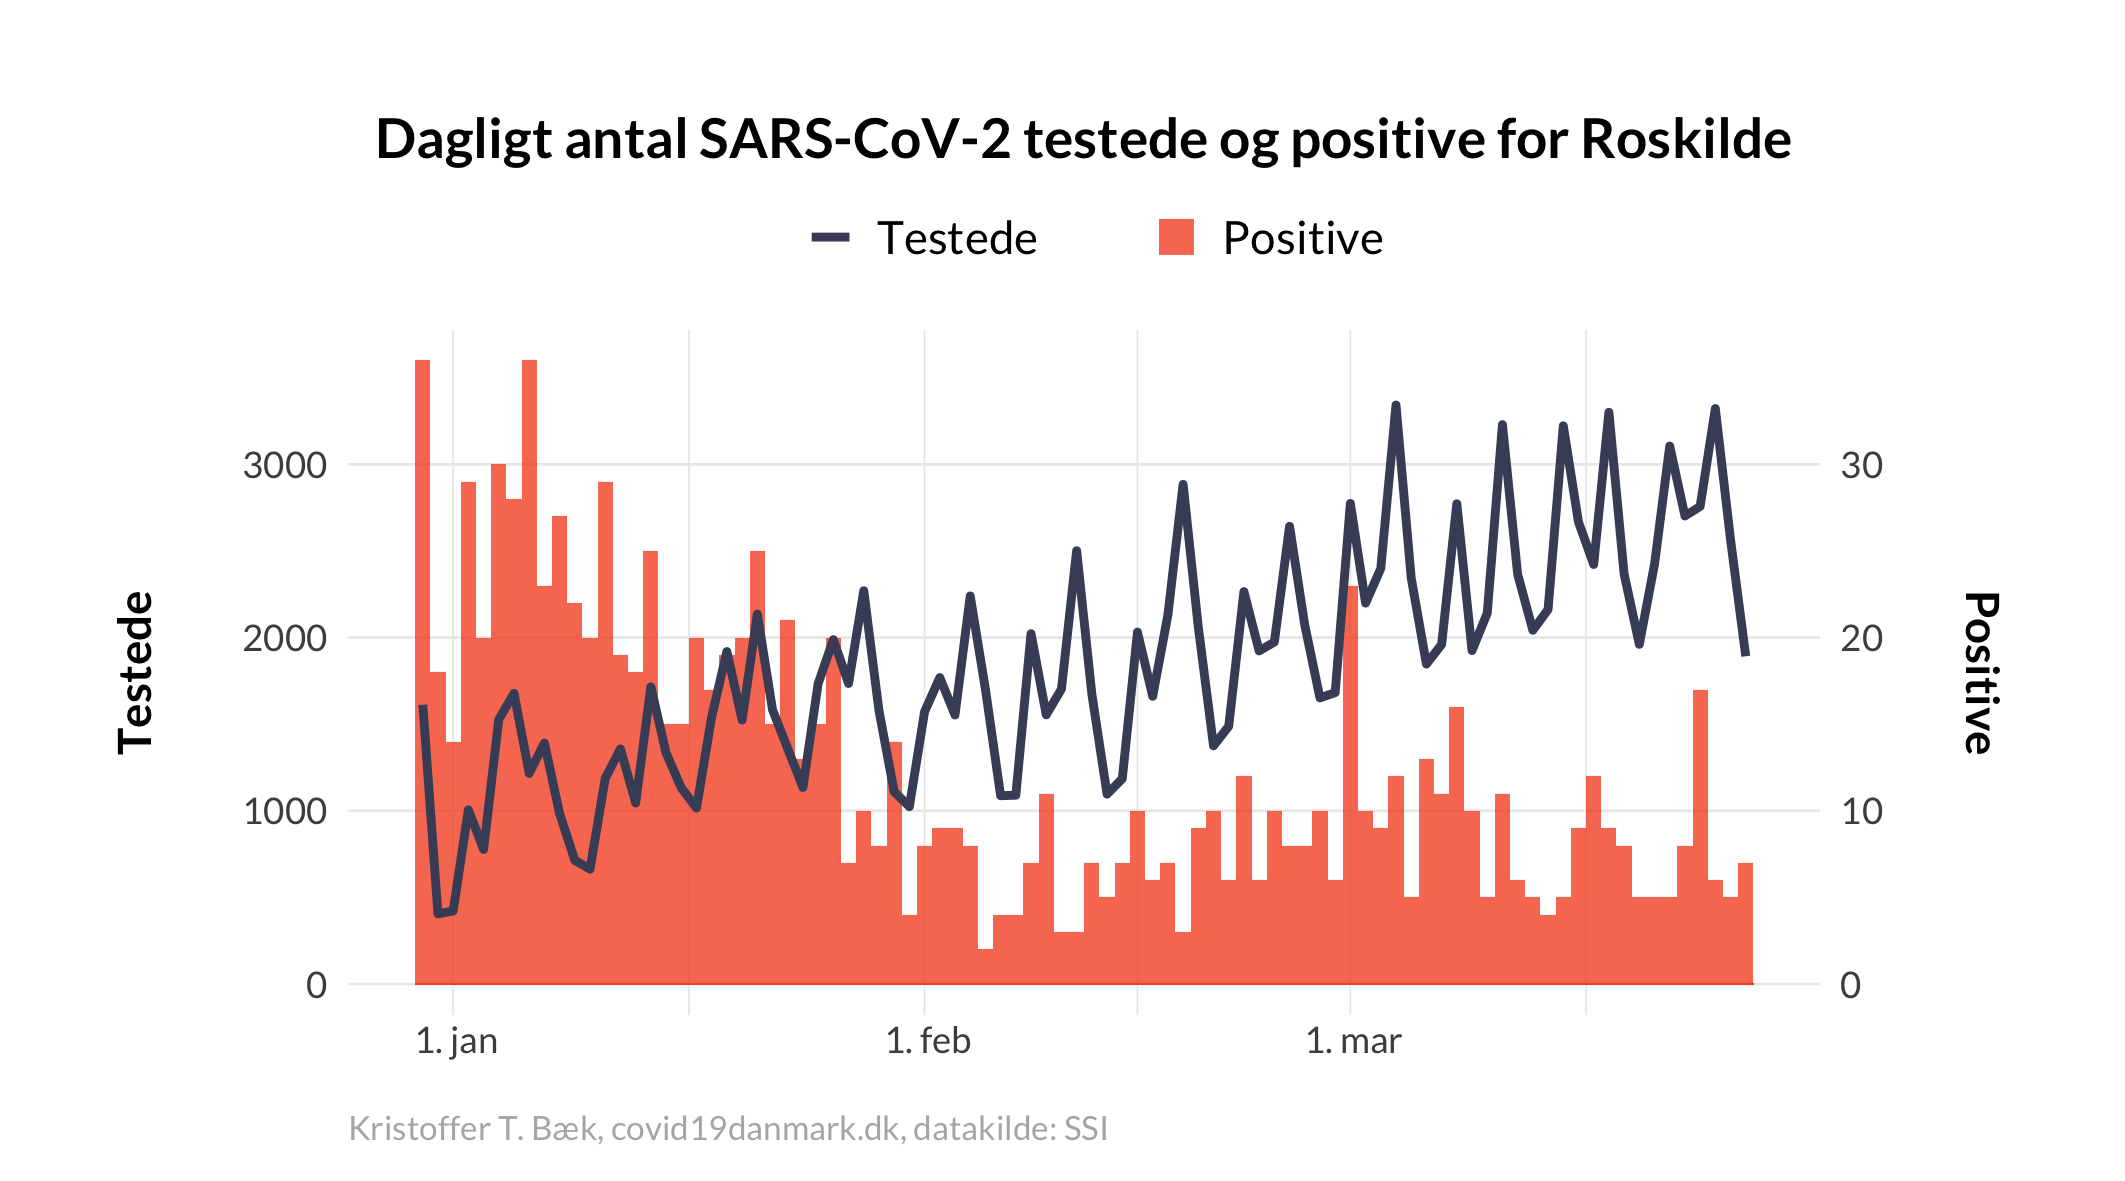 Dagligt antal SARS-CoV-2 testede og positive for Roskilde
Testede
Positive
3000
2000
1000
0
Testede
30
20
10
0
Positive
1. jan
1. feb
1. mar
Kristoffer T. Bæk, covid19danmark.dk, datakilde: SSI